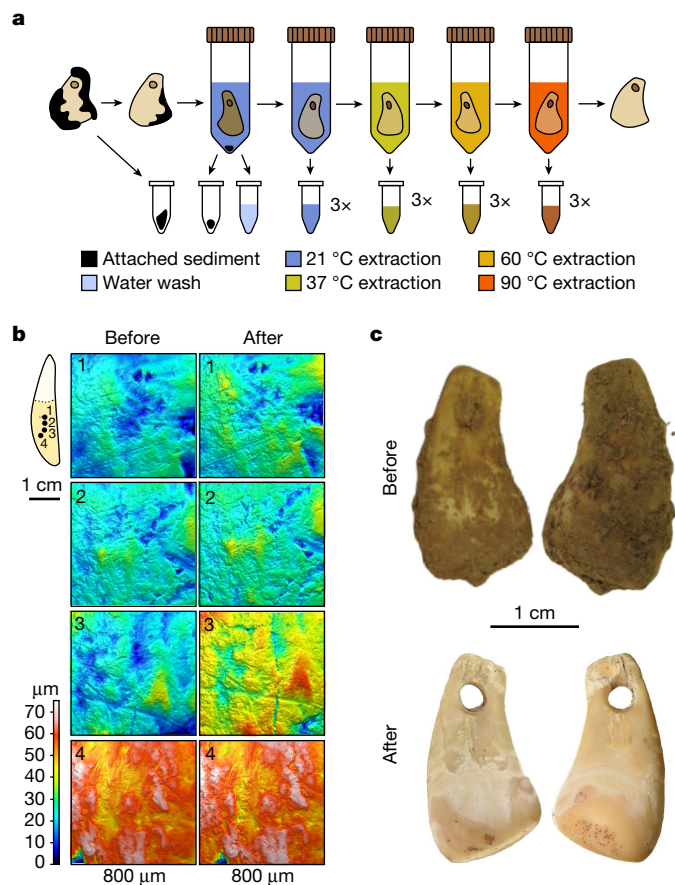 a
3× 3× 3× 3×
Attached sediment 21 °C extraction 60 °C extraction
Water wash 37 °C extraction 90 °C extraction
b
Before After
1 1
1
2
3
4
1 cm
2 2
3 3
µm
70
60
50
40
30
20
10
0
4 4
800 µm 800 µm
c
Before
1 cm
After